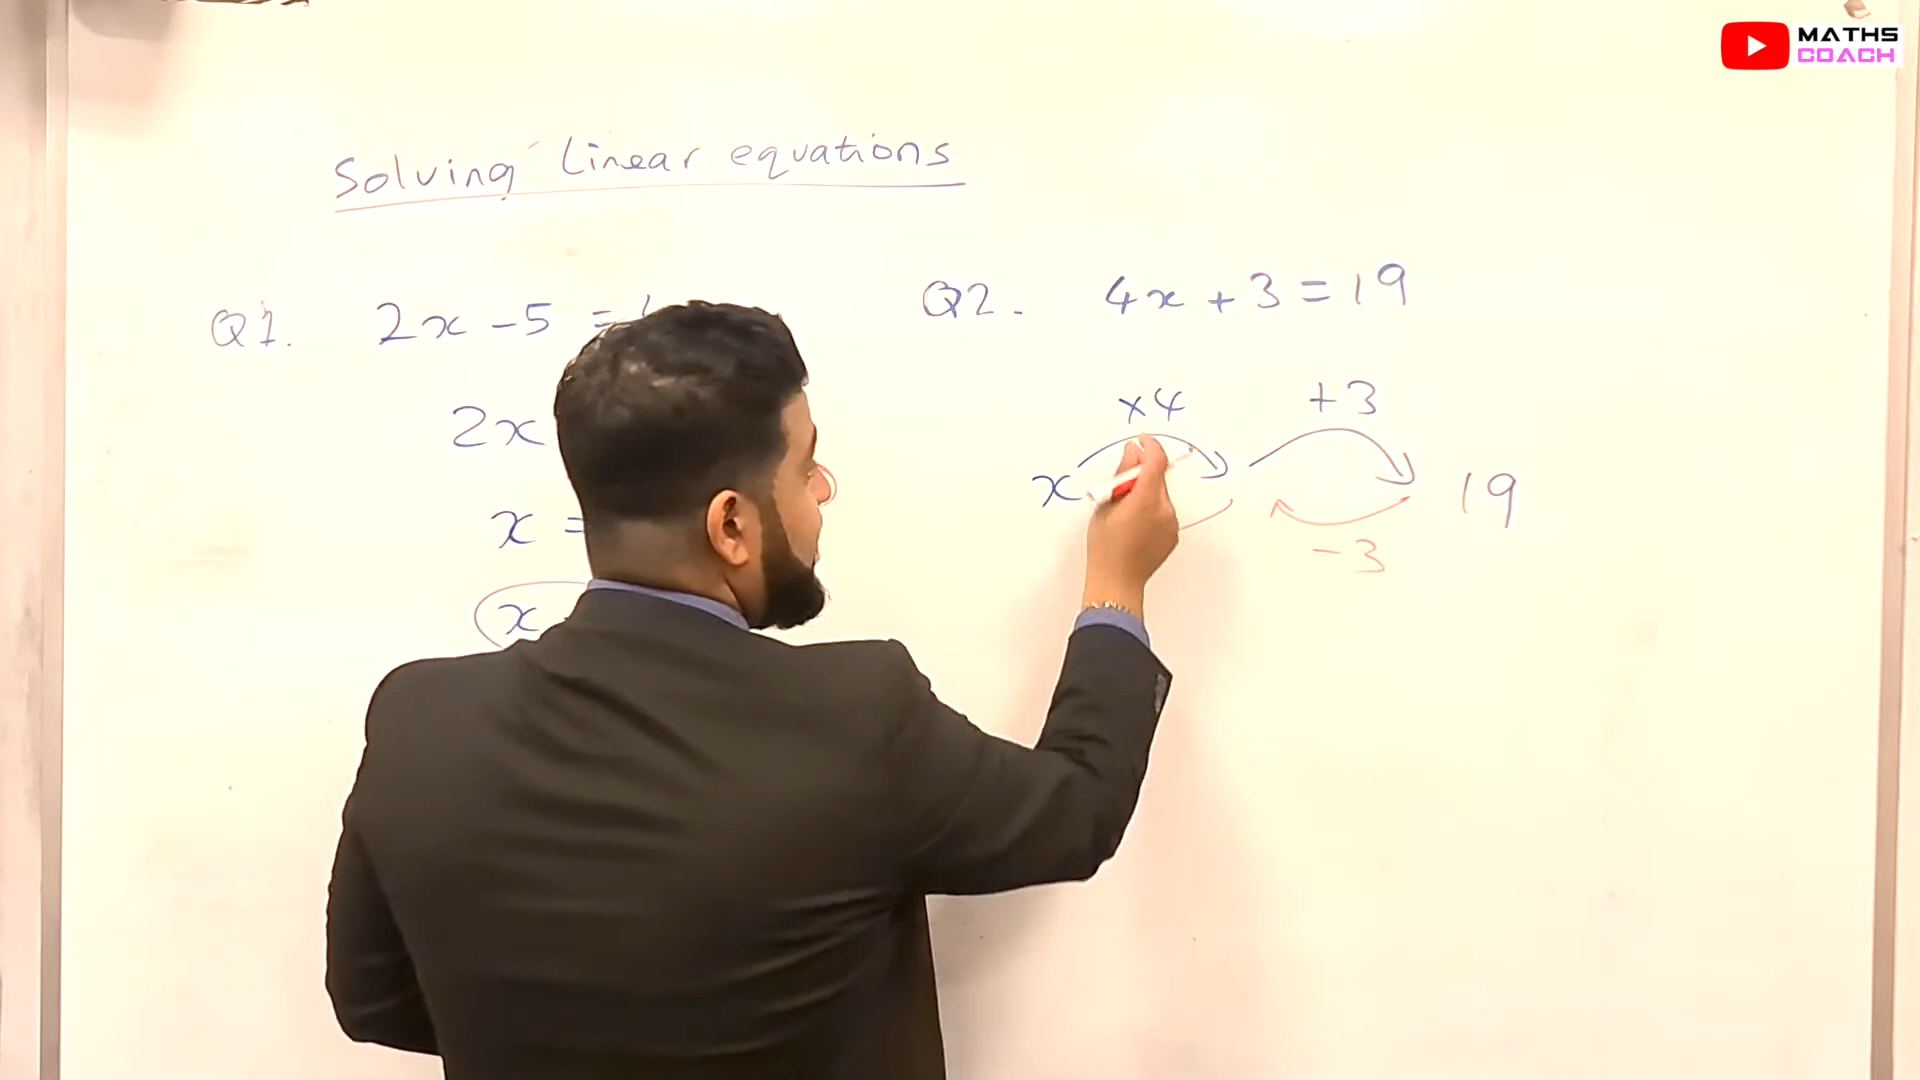 MATHS
COACH
Solving Linear equations
Q1. 2x - 5 =
2x
x =
x
Q2. 4x + 3 = 19
×4 +3
x 19
-3